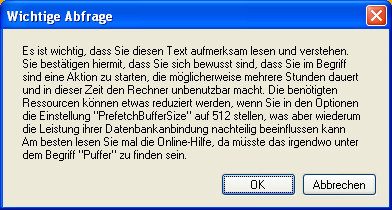 Wichtige Abfrage
Es ist wichtig, dass Sie diesen Text aufmerksam lesen und verstehen.
Sie bestätigen hiermit, dass Sie sich bewusst sind, dass Sie im Begriff
sind eine Aktion zu starten, die möglicherweise mehrere Stunden dauert
und in dieser Zeit den Rechner unbenutzbar macht. Die benötigten
Ressourcen können etwas reduziert werden, wenn Sie in den Optionen
die Einstellung "PrefetchBufferSize" auf 512 stellen, was aber wiederum
die Leistung ihrer Datenbankanbindung nachteilig beeinflussen kann
Am besten lesen Sie mal die Online-Hilfe, da müsste das irgendwo unter
dem Begriff "Puffer" zu finden sein.
OK
Abbrechen